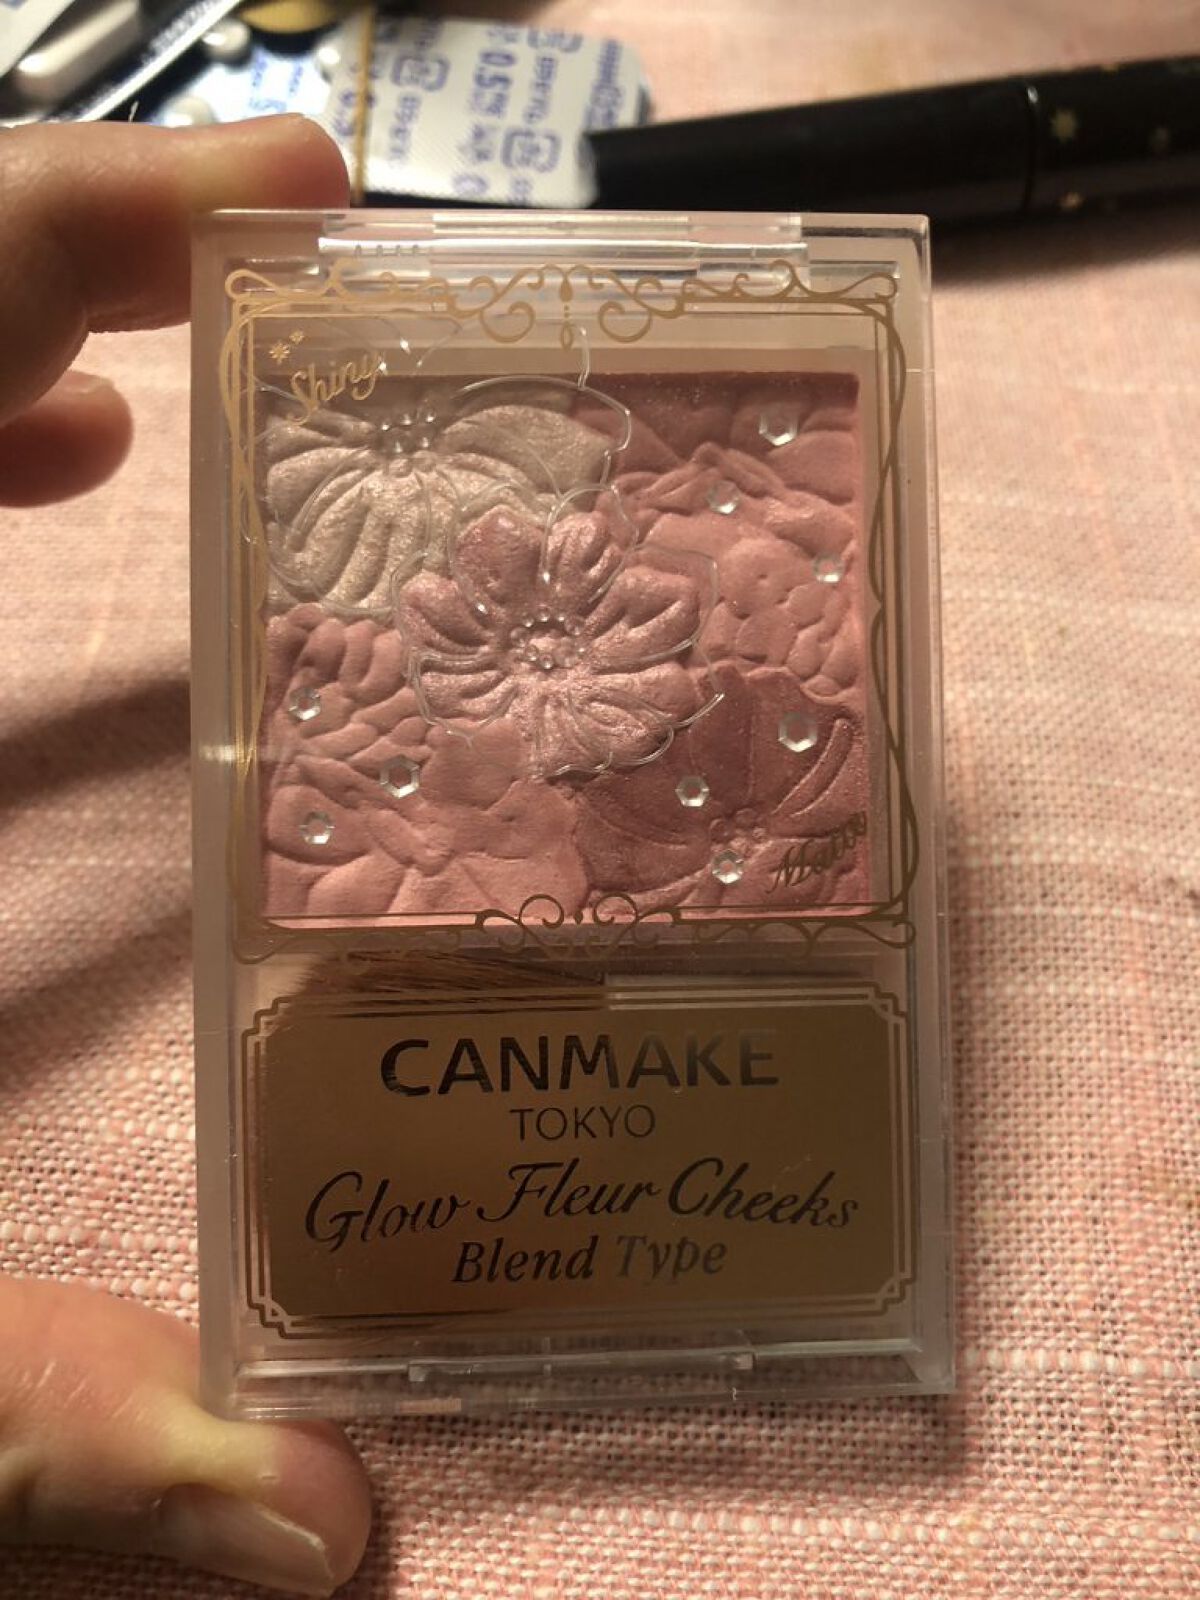 Shiny
Matte
CANMAKE
TOKYO
Glow Fleur Cheeks
Blend Type